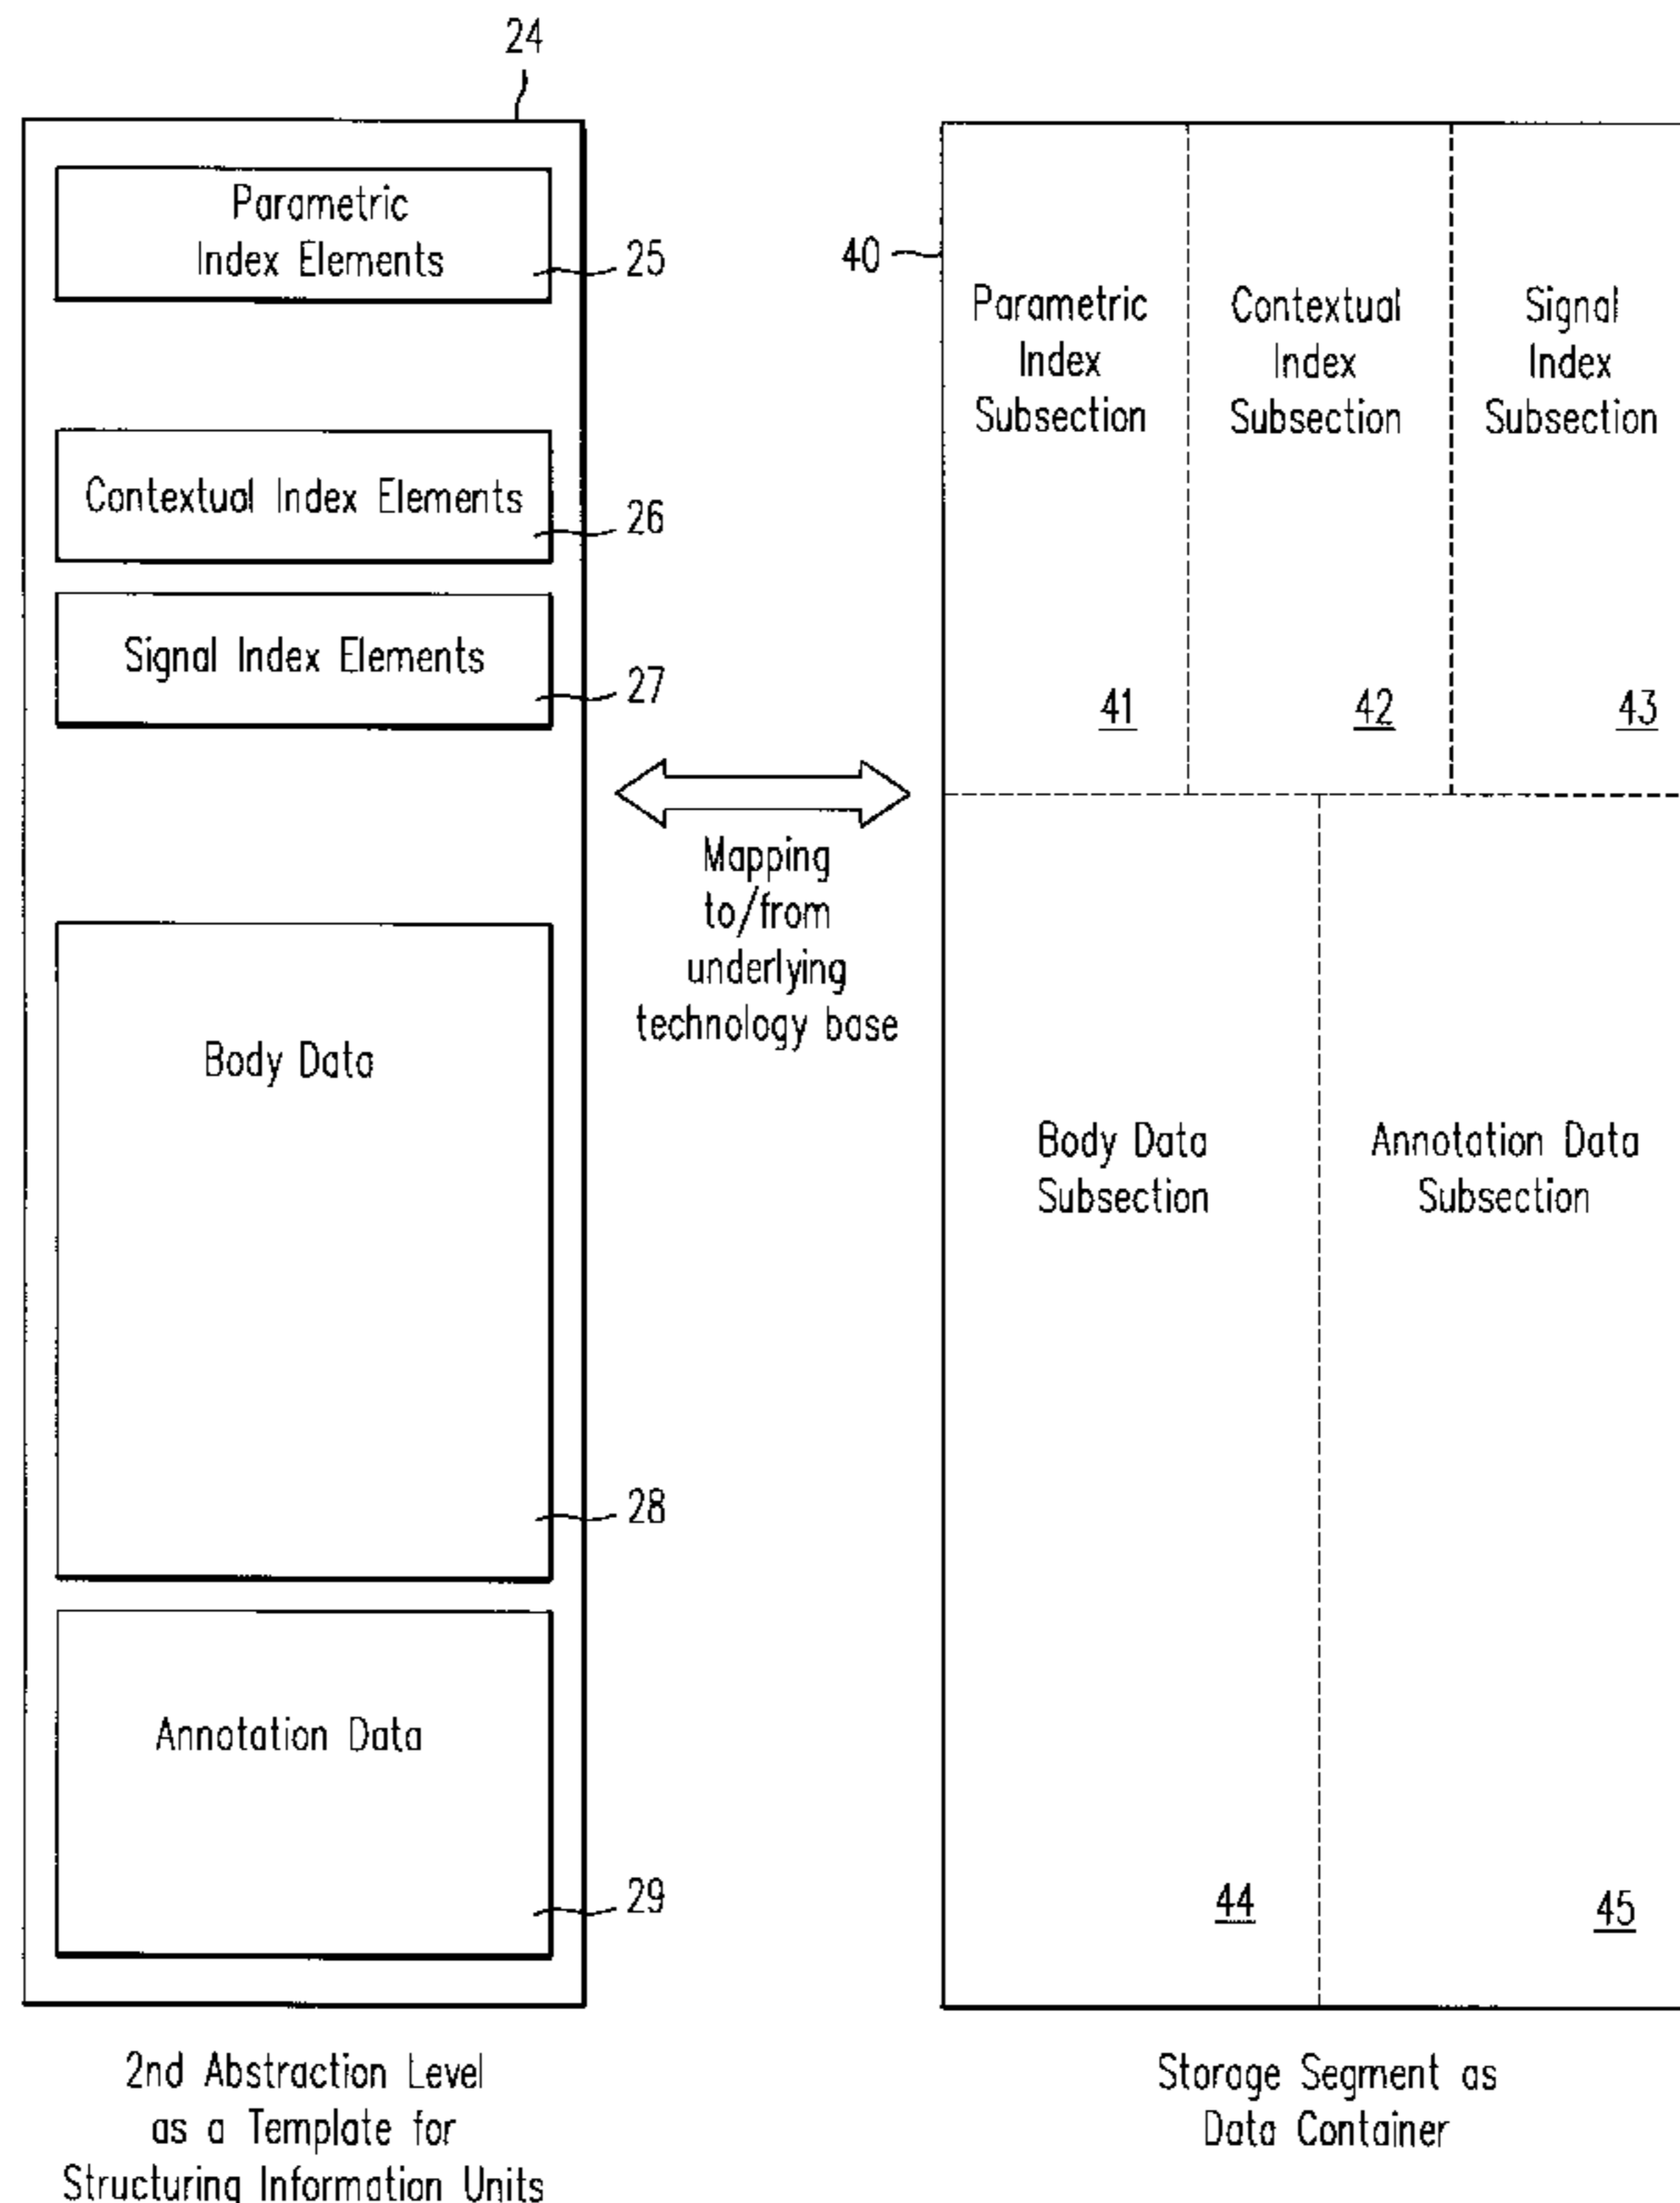 24
Parametric
Index Elements
25
Contextual Index Elements
26
Signal Index Elements
27
Body Data
28
Annotation Data
29
2nd Abstraction Level
as a Template for
Structuring Information Units
Mapping
to/from
underlying
technology base
40
Parametric
Index
Subsection
41
Contextual
Index
Subsection
42
Signal
Index
Subsection
43
Body Data
Subsection
44
Annotation Data
Subsection
45
Storage Segment as
Data Container